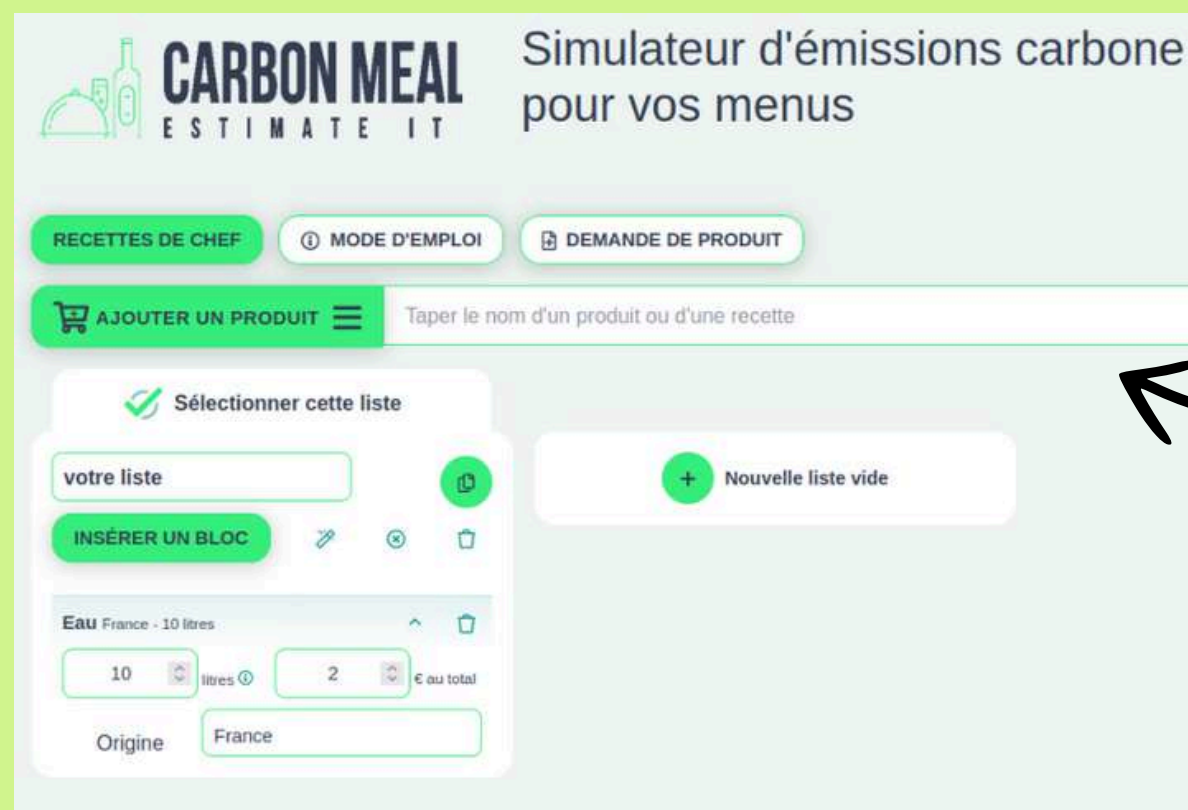 CARBON MEAL
ESTIMATE IT
Simulateur d'émissions carbone
pour vos menus
RECETTES DE CHEF
MODE D'EMPLOI
DEMANDE DE PRODUIT
AJOUTER UN PRODUIT
Taper le nom d'un produit ou d'une recette
Sélectionner cette liste
votre liste
Nouvelle liste vide
INSÉRER UN BLOC
Eau France - 10 litres
10 litres 2 € au total
Origine France